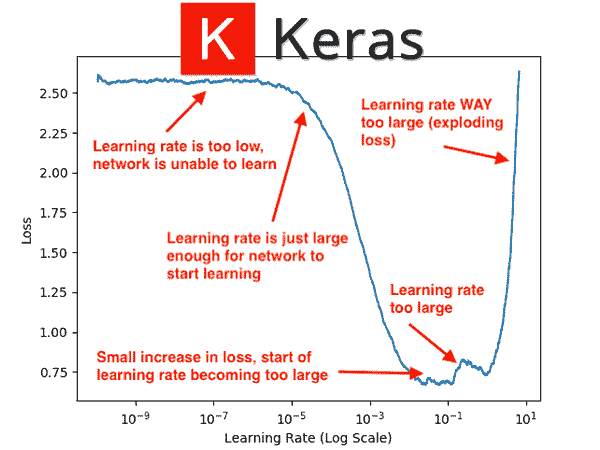 K Keras
2.50
2.25
2.00
1.75
1.50
1.25
1.00
0.75
Loss
Learning rate is too low,
network is unable to learn
Learning rate WAY
too large (exploding
loss)
Learning rate is just large
enough for network to
start learning
Learning rate
too large
Small increase in loss, start of
learning rate becoming too large
10⁻⁹ 10⁻⁷ 10⁻⁵ 10⁻³ 10⁻¹ 10¹
Learning Rate (Log Scale)